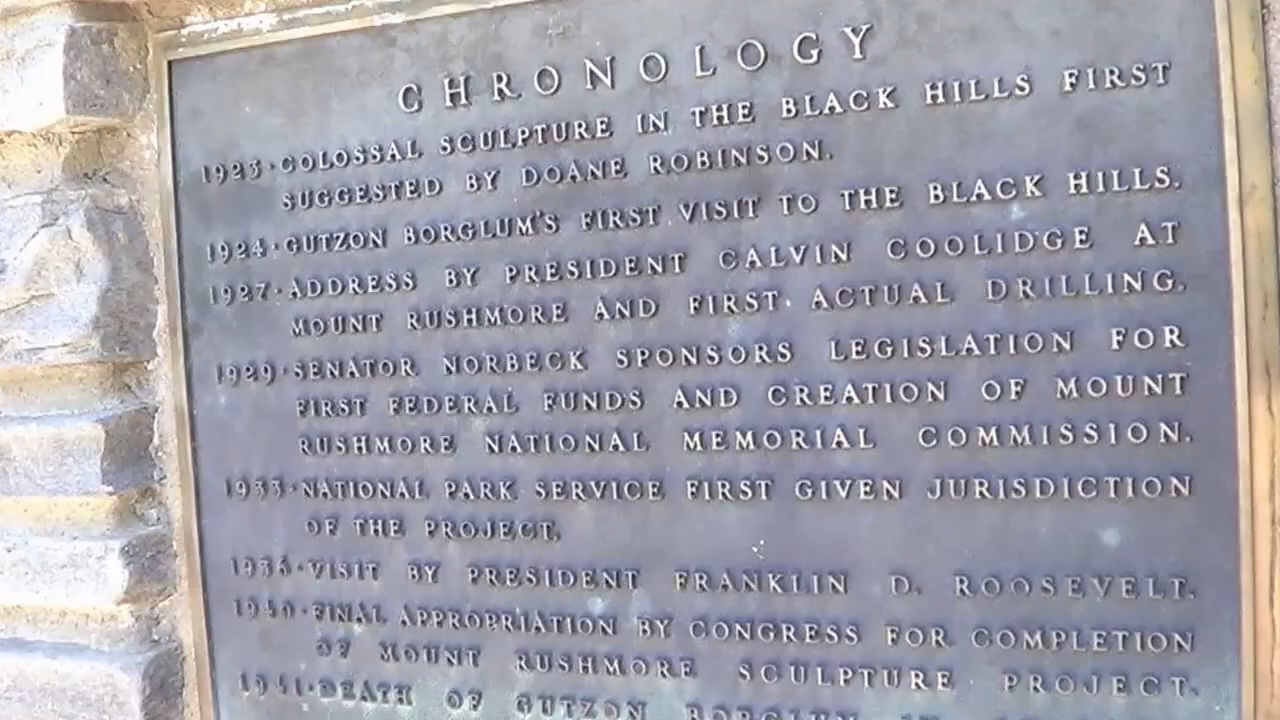 CHRONOLOGY
1923·COLOSSAL SCULPTURE IN THE BLACK HILLS FIRST
SUGGESTED BY DOANE ROBINSON.
1924·GUTZON BORGLUM'S FIRST VISIT TO THE BLACK HILLS.
1927·ADDRESS BY PRESIDENT CALVIN COOLIDGE AT
MOUNT RUSHMORE AND FIRST ACTUAL DRILLING.
1929·SENATOR NORBECK SPONSORS LEGISLATION FOR
FIRST FEDERAL FUNDS AND CREATION OF MOUNT
RUSHMORE NATIONAL MEMORIAL COMMISSION.
1933·NATIONAL PARK SERVICE FIRST GIVEN JURISDICTION
OF THE PROJECT.
1936·VISIT BY PRESIDENT FRANKLIN D. ROOSEVELT.
1940·FINAL APPROPRIATION BY CONGRESS FOR COMPLETION
OF MOUNT RUSHMORE SCULPTURE PROJECT.
1941·DEATH OF GUTZON BORGLUM